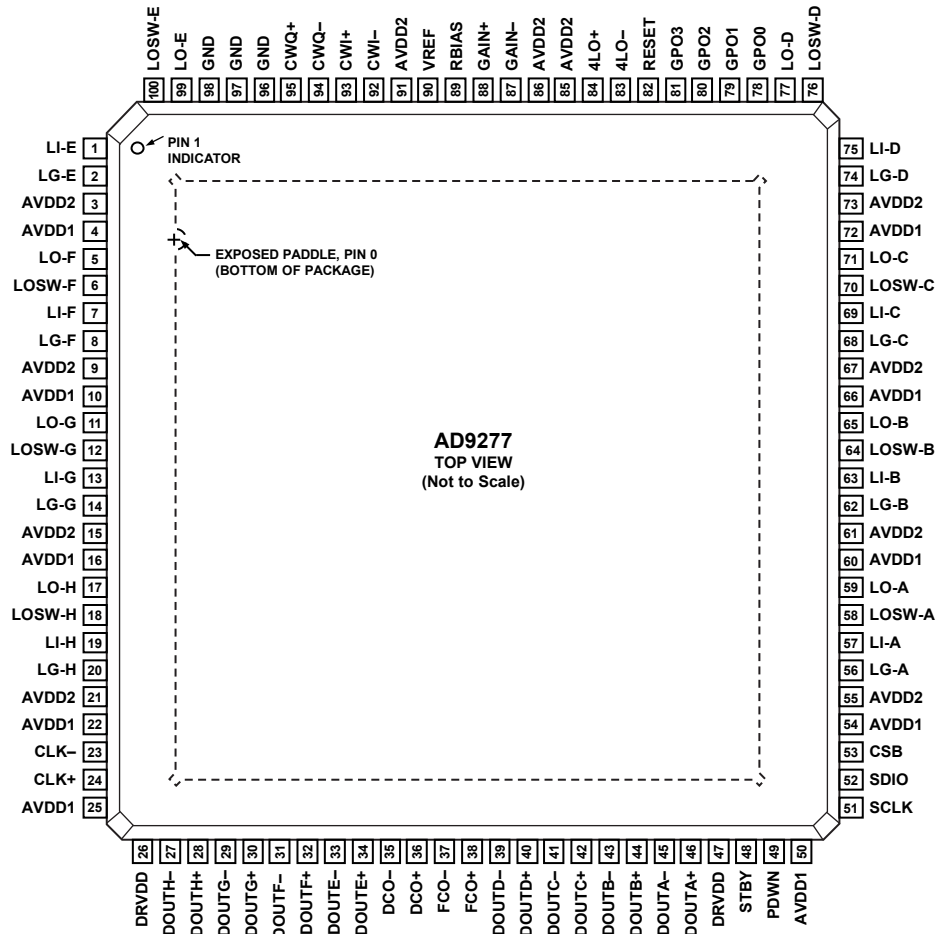 LOSW-E LO-E GND GND GND CWQ+ CWQ– CWI+ CWI– AVDD2 VREF RBIAS GAIN+ GAIN– AVDD2 AVDD2 4LO+ 4LO– RESET GPO3 GPO2 GPO1 GPO0 LO-D LOSW-D
100 99 98 97 96 95 94 93 92 91 90 89 88 87 86 85 84 83 82 81 80 79 78 77 76
LI-E 1
LG-E 2
AVDD2 3
AVDD1 4
LO-F 5
LOSW-F 6
LI-F 7
LG-F 8
AVDD2 9
AVDD1 10
LO-G 11
LOSW-G 12
LI-G 13
LG-G 14
AVDD2 15
AVDD1 16
LO-H 17
LOSW-H 18
LI-H 19
LG-H 20
AVDD2 21
AVDD1 22
CLK– 23
CLK+ 24
AVDD1 25
PIN 1
INDICATOR
EXPOSED PADDLE, PIN 0
(BOTTOM OF PACKAGE)
AD9277
TOP VIEW
(Not to Scale)
75 LI-D
74 LG-D
73 AVDD2
72 AVDD1
71 LO-C
70 LOSW-C
69 LI-C
68 LG-C
67 AVDD2
66 AVDD1
65 LO-B
64 LOSW-B
63 LI-B
62 LG-B
61 AVDD2
60 AVDD1
59 LO-A
58 LOSW-A
57 LI-A
56 LG-A
55 AVDD2
54 AVDD1
53 CSB
52 SDIO
51 SCLK
26 27 28 29 30 31 32 33 34 35 36 37 38 39 40 41 42 43 44 45 46 47 48 49 50
DRVDD DOUTH– DOUTH+ DOUTG– DOUTG+ DOUTF– DOUTF+ DOUTE– DOUTE+ DCO– DCO+ FCO– FCO+ DOUTD– DOUTD+ DOUTC– DOUTC+ DOUTB– DOUTB+ DOUTA– DOUTA+ DRVDD STBY PDWN AVDD1